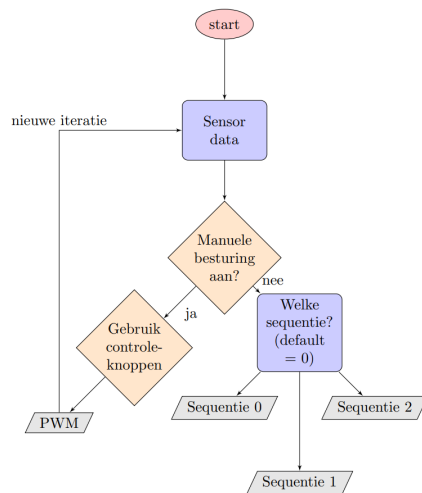 start
nieuwe iteratie
Sensor
data
Manuele
besturing
aan?
nee
ja
Welke
sequentie?
(default
= 0)
Gebruik
controle-
knoppen
Sequentie 0
Sequentie 2
PWM
Sequentie 1